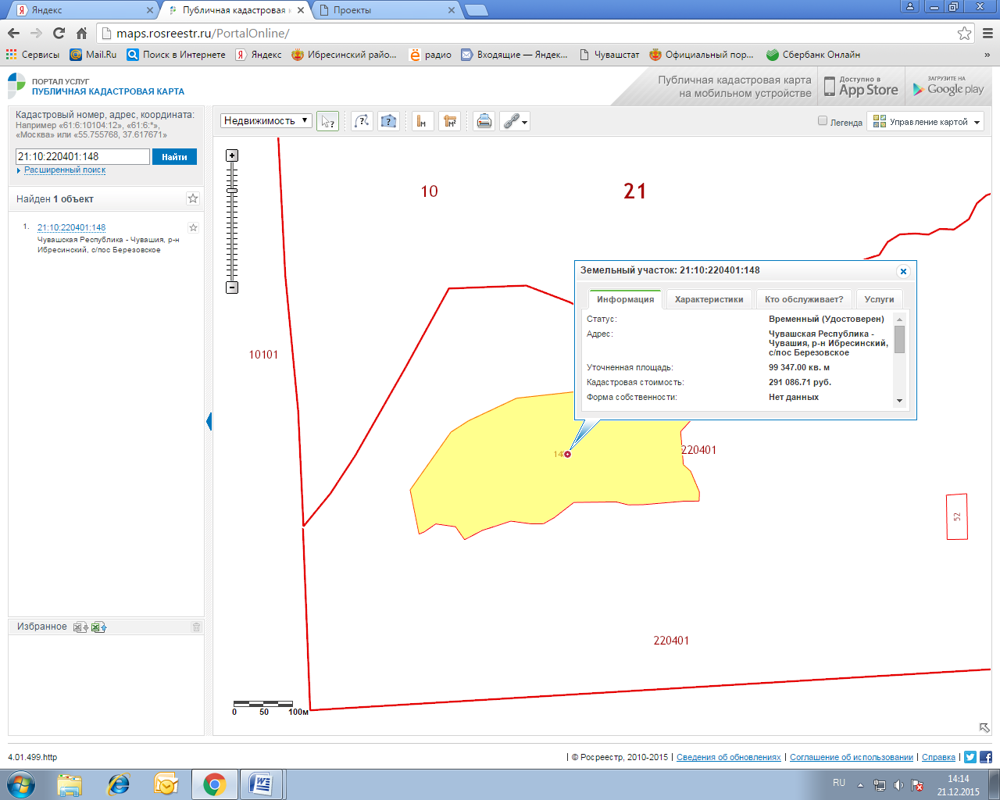 Яндекс
Публичная кадастровая к
Проекты
maps.rosreestr.ru/PortalOnline/
Сервисы
Mail.Ru
Поиск в Интернете
Яндекс
Ибресинский райо...
радио
Входящие — Яндек...
Чувашстат
Официальный пор...
Сбербанк Онлайн
»
ПОРТАЛ УСЛУГ
ПУБЛИЧНАЯ КАДАСТРОВАЯ КАРТА
Публичная кадастровая карта
на мобильном устройстве
Доступно в
App Store
ЗАГРУЗИТЕ НА
Google play
Кадастровый номер, адрес, координата:
Например «61:6:10104:12», «61:6:*»,
«Москва» или «55.755768, 37.617671»
21:10:220401:148
Найти
Расширенный поиск
Найден 1 объект
1. 21:10:220401:148
Чувашская Республика - Чувашия, р-н
Ибресинский, с/пос Березовское
Избранное
Недвижимость
Легенда
Управление картой
10
21
10101
220401
52
220401
Земельный участок: 21:10:220401:148
Информация
Характеристики
Кто обслуживает?
Услуги
Статус: Временный (Удостоверен)
Адрес: Чувашская Республика -
Чувашия, р-н Ибресинский,
с/пос Березовское
Уточненная площадь: 99 347.00 кв. м
Кадастровая стоимость: 291 086.71 руб.
Форма собственности: Нет данных
0 50 100м
4.01.499.http
| © Росреестр, 2010-2015 | Сведения об обновлениях | Соглашение об использовании | Справка |
RU
14:14
21.12.2015